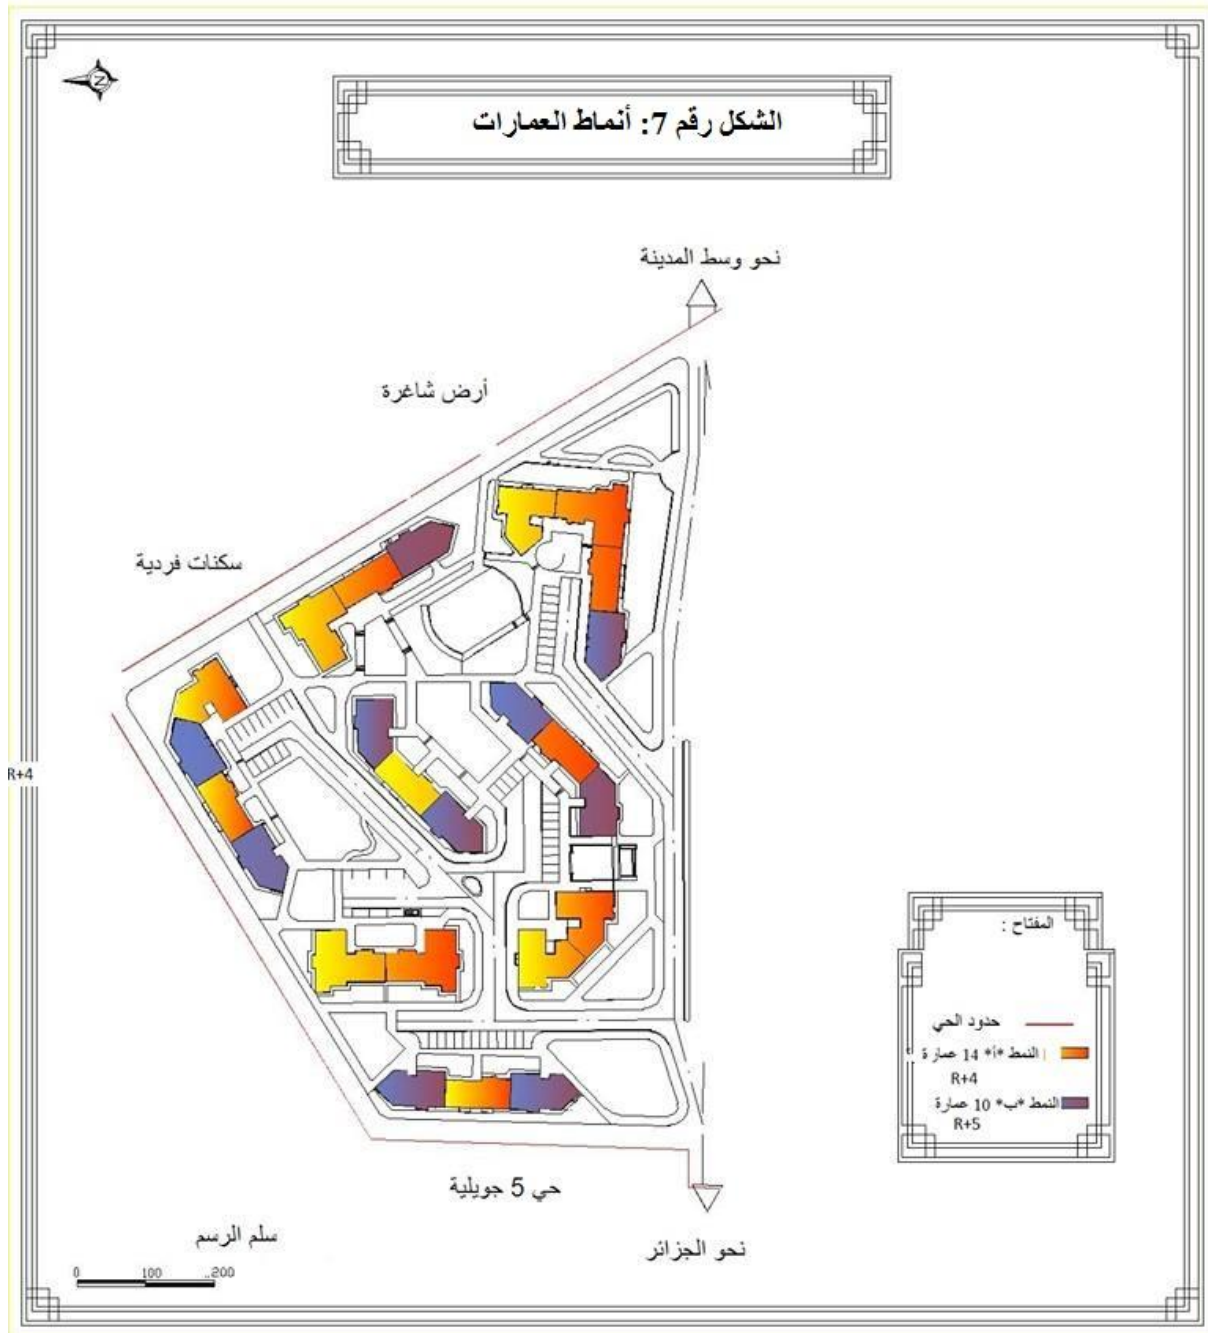 N
الشكل رقم 7: أنماط العمارات
نحو وسط المدينة
أرض شاغرة
سكنات فردية
R+4
المفتاح :
حدود الحي
النمط *أ* 14 عمارة
R+4
النمط *ب* 10 عمارة
R+5
حي 5 جويلية
نحو الجزائر
سلم الرسم
0 100 ..200